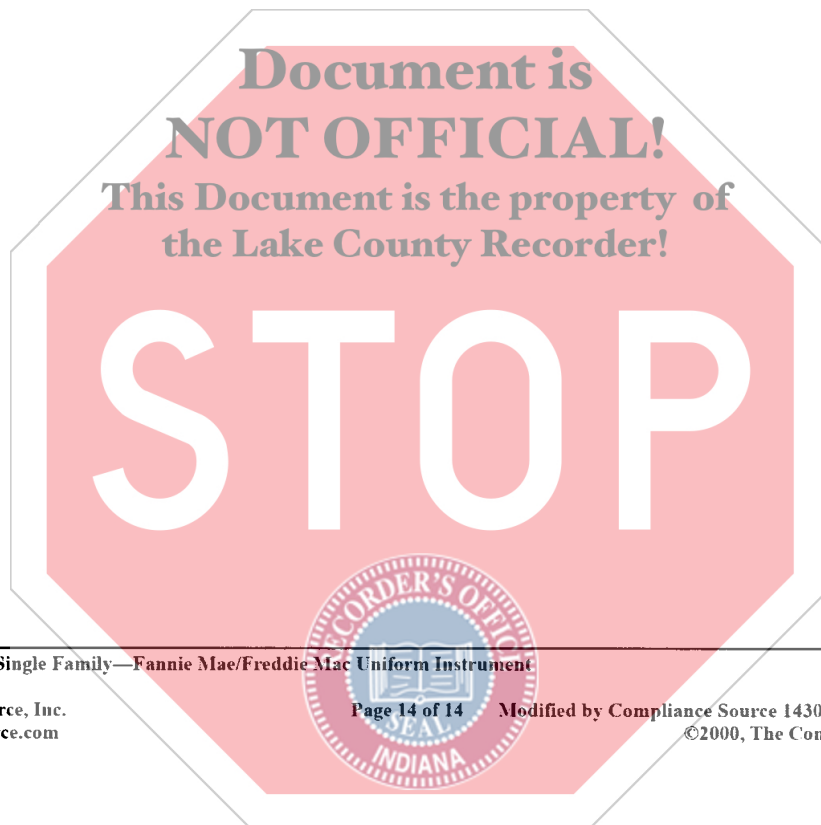 Document is
NOT OFFICIAL!
This Document is the property of
the Lake County Recorder!
STOP
RECORDER'S OFFIC
SEAL
INDIANA
Single Family—Fannie Mae/Freddie Mac Uniform Instrument
rce, Inc. Page 14 of 14 Modified by Compliance Source 1430
ce.com ©2000, The Com